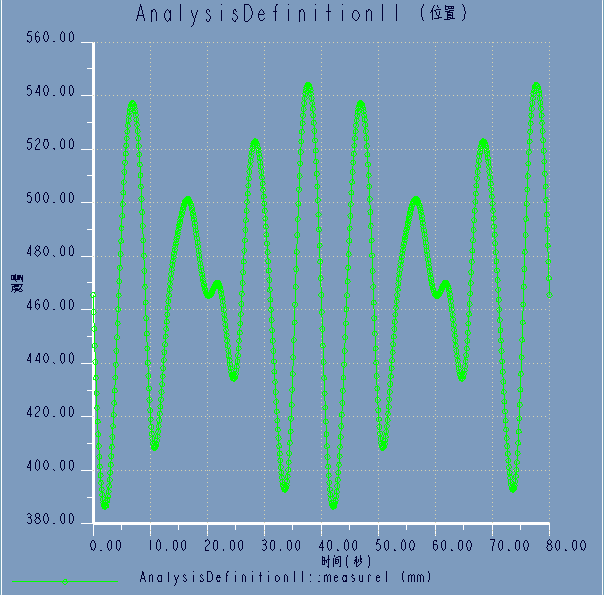 AnalysisDefinition11 (位置)
560.00
540.00
520.00
500.00
480.00
测量
460.00
440.00
420.00
400.00
380.00
0.00 10.00 20.00 30.00 40.00 50.00 60.00 70.00 80.00
时间(秒)
AnalysisDefinition11::measure1 (mm)